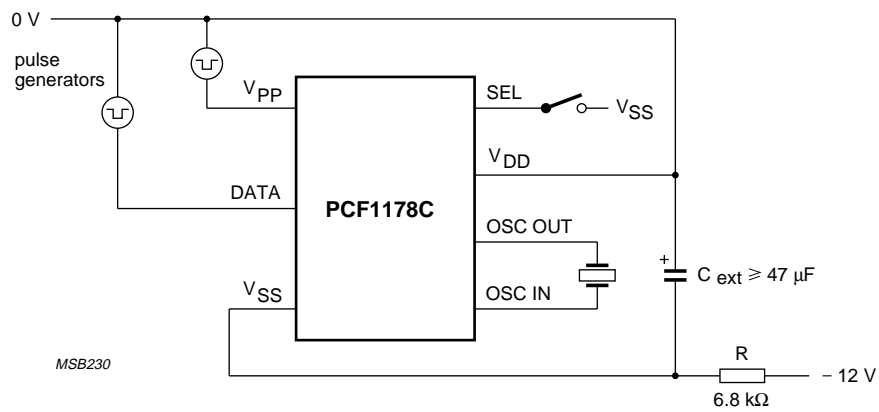 0 V
pulse
generators
VPP
SEL
VSS
VDD
DATA
PCF1178C
OSC OUT
C ext ⩾ 47 µF
+
VSS
OSC IN
MSB230
R
− 12 V
6.8 kΩ